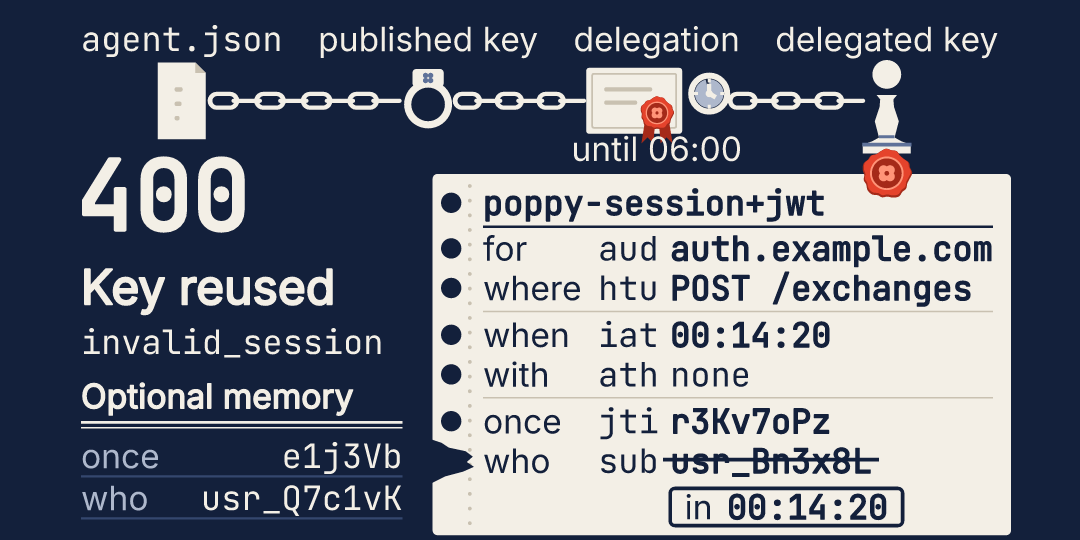 agent.json published key delegation delegated key
until 06:00
400
Key reused
invalid_session
Optional memory
once e1j3Vb
who usr_Q7c1vK
poppy-session+jwt
for aud auth.example.com
where htu POST /exchanges
when iat 00:14:20
with ath none
once jti r3Kv7oPz
who sub usr_Bn3x8L
in 00:14:20